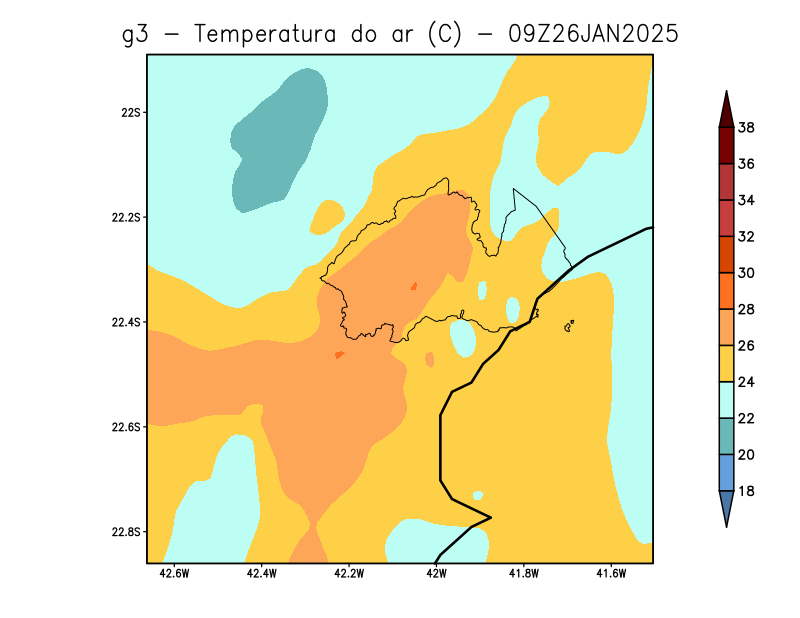 g3 - Temperatura do ar (C) - 09Z26JAN2025
22S
22.2S
22.4S
22.6S
22.8S
42.6W
42.4W
42.2W
42W
41.8W
41.6W
38
36
34
32
30
28
26
24
22
20
18